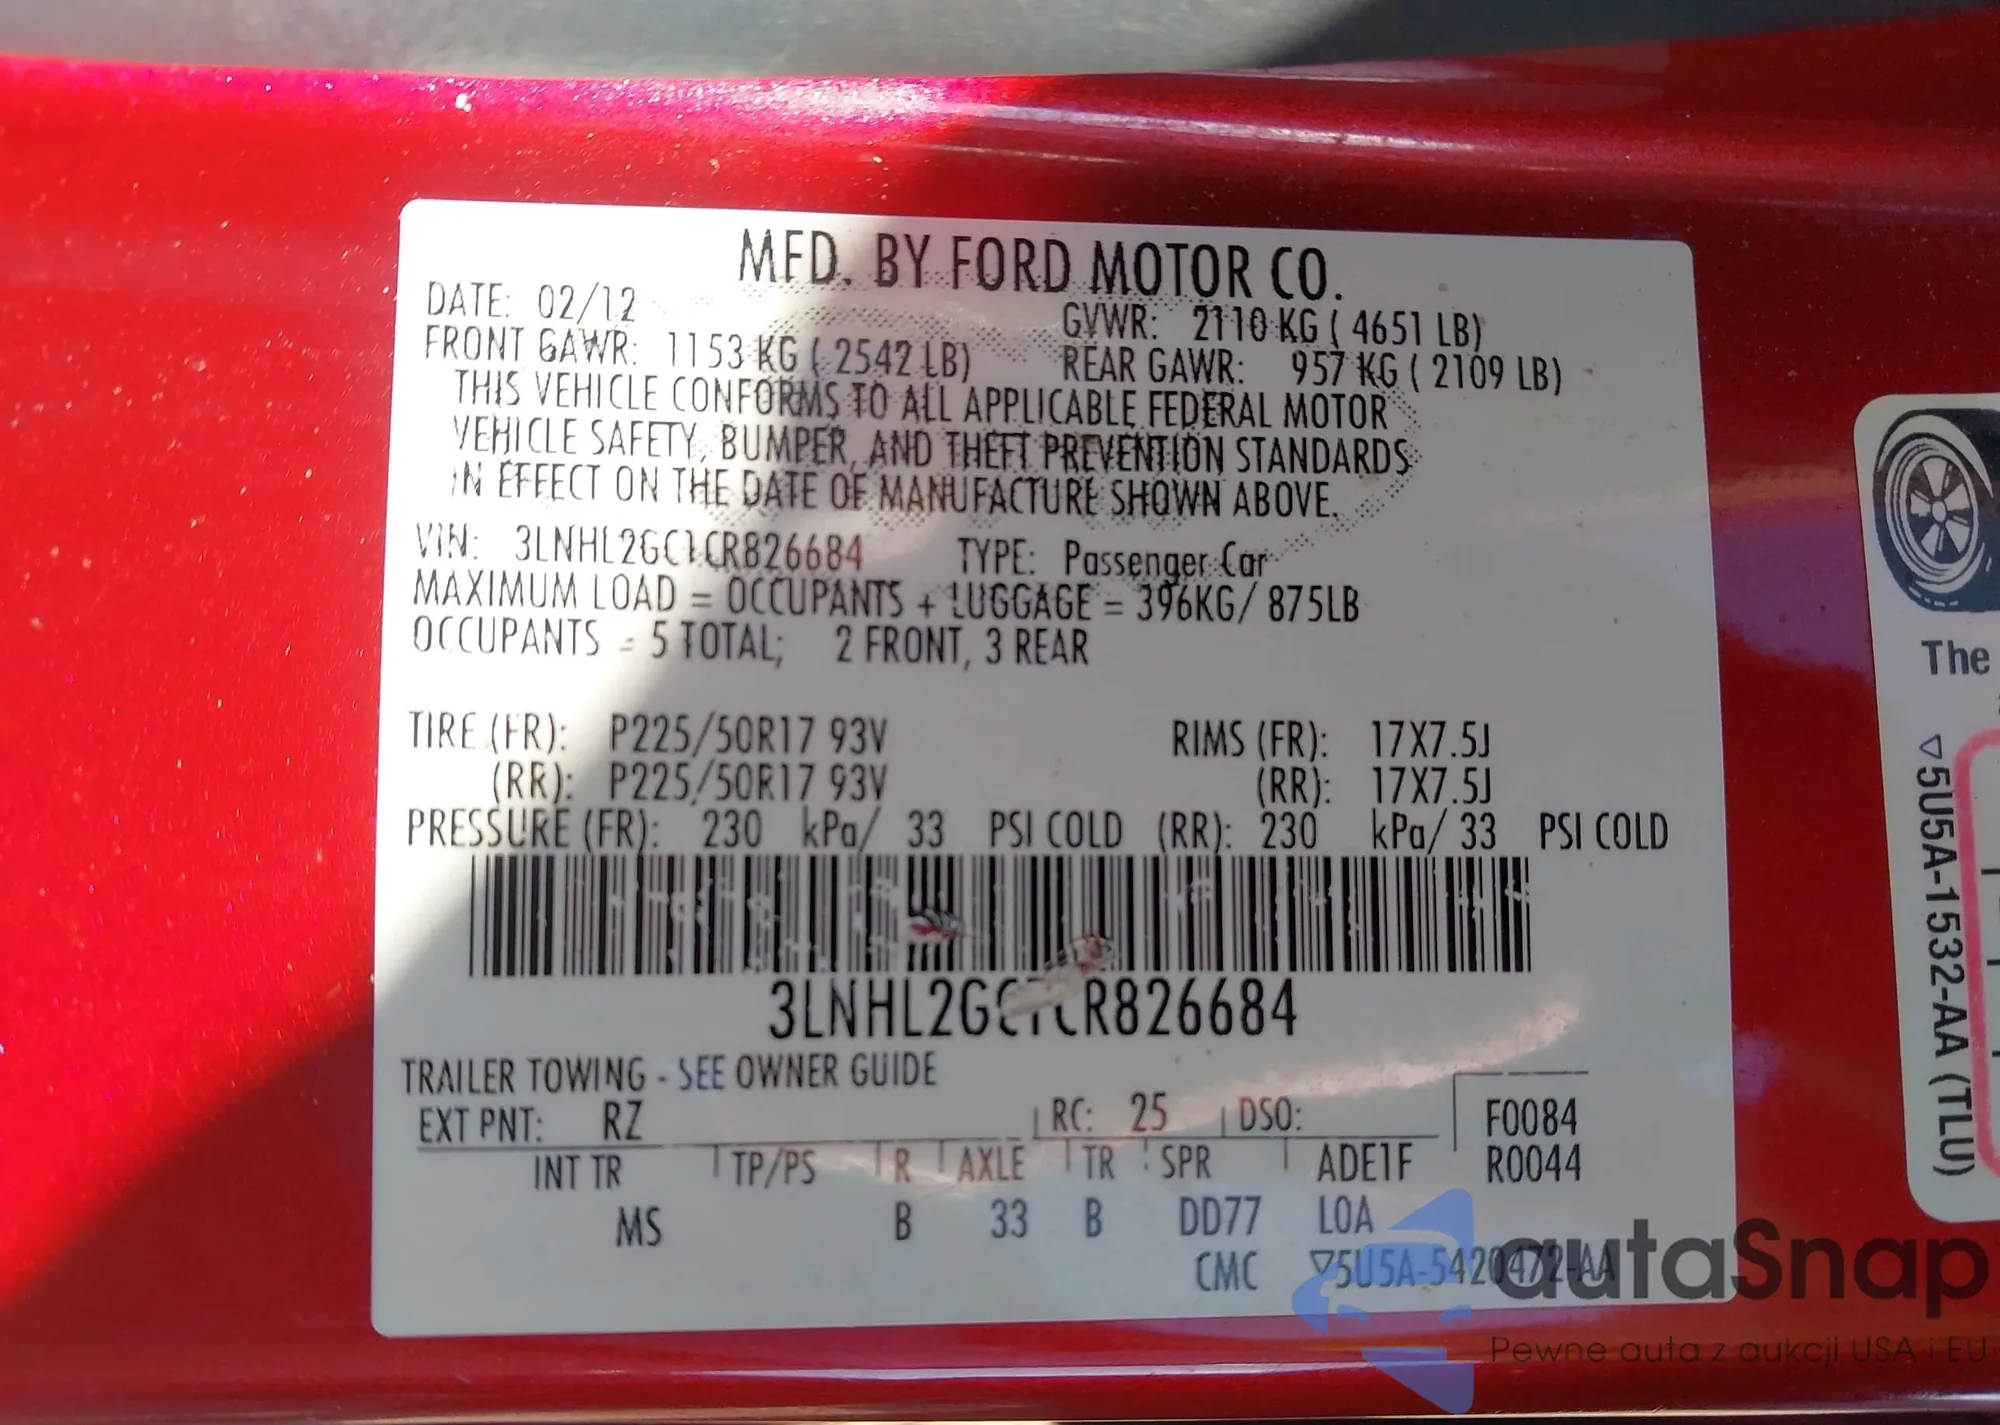 MFD. BY FORD MOTOR CO.
DATE: 02/12
GVWR: 2110 KG ( 4651 LB)
FRONT GAWR: 1153 KG ( 2542 LB) REAR GAWR: 957 KG ( 2109 LB)
THIS VEHICLE CONFORMS TO ALL APPLICABLE FEDERAL MOTOR
VEHICLE SAFETY, BUMPER, AND THEFT PREVENTION STANDARDS
IN EFFECT ON THE DATE OF MANUFACTURE SHOWN ABOVE.
VIN: 3LNHL2GC1CR826684 TYPE: Passenger Car
MAXIMUM LOAD = OCCUPANTS + LUGGAGE = 396KG/ 875LB
OCCUPANTS = 5 TOTAL; 2 FRONT, 3 REAR
TIRE (FR): P225/50R17 93V RIMS (FR): 17X7.5J
(RR): P225/50R17 93V (RR): 17X7.5J
PRESSURE (FR): 230 kPa/ 33 PSI COLD (RR): 230 kPa/ 33 PSI COLD
3LNHL2GC1CR826684
TRAILER TOWING - SEE OWNER GUIDE
EXT PNT: RZ RC: 25 DSO: F0084
INT TR TP/PS R AXLE TR SPR ADE1F R0044
MS B 33 B DD77 LOA
CMC ▽5U5A-5420472-AA
The
▽5U5A-1532-AA (TLU)
autaSnap
Pewne auta z aukcji USA i EU